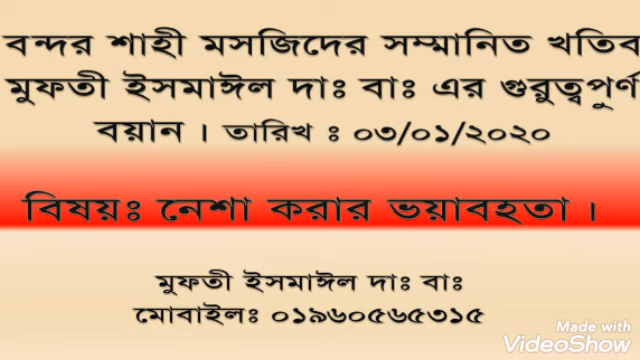 বন্দর শাহী মসজিদের সম্মানিত খতিব
মুফতী ইসমাঈল দাঃ বাঃ এর গুরুত্বপূর্ণ
বয়ান । তারিখ ঃ ০৩/০১/২০২০
বিষয়ঃ নেশা করার ভয়াবহতা ।
মুফতী ইসমাঈল দাঃ বাঃ
মোবাইলঃ ০১৯৬০৫৬৫৩১৫
Made with
VideoShow